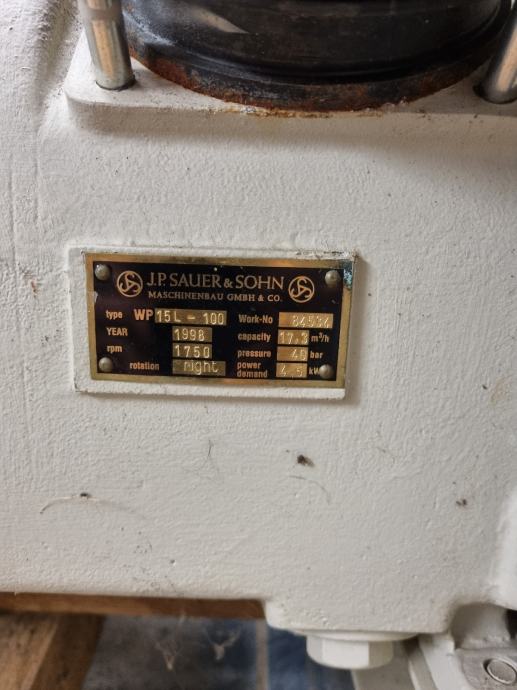 J.P. SAUER & SOHN
MASCHINENBAU GMBH & CO.
type WP 15L - 100 Work-No 84534
YEAR 1998 capacity 17,3 m³/h
rpm 1750 pressure 40 bar
rotation right power demand 4.5 kW